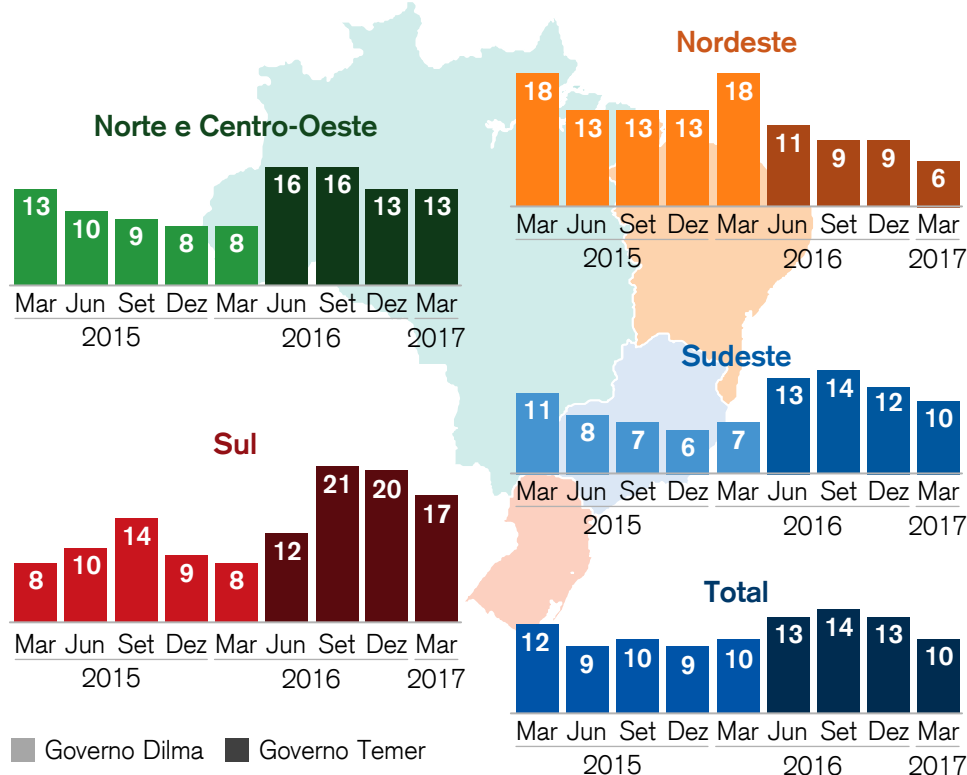 Norte e Centro-Oeste
13 10 9 8 8 16 16 13 13
Mar Jun Set Dez Mar Jun Set Dez Mar
2015 2016 2017
Nordeste
18 13 13 13 18 11 9 9 6
Mar Jun Set Dez Mar Jun Set Dez Mar
2015 2016 2017
Sul
8 10 14 9 8 12 21 20 17
Mar Jun Set Dez Mar Jun Set Dez Mar
2015 2016 2017
Sudeste
11 8 7 6 7 13 14 12 10
Mar Jun Set Dez Mar Jun Set Dez Mar
2015 2016 2017
Total
12 9 10 9 10 13 14 13 10
Mar Jun Set Dez Mar Jun Set Dez Mar
2015 2016 2017
Governo Dilma Governo Temer